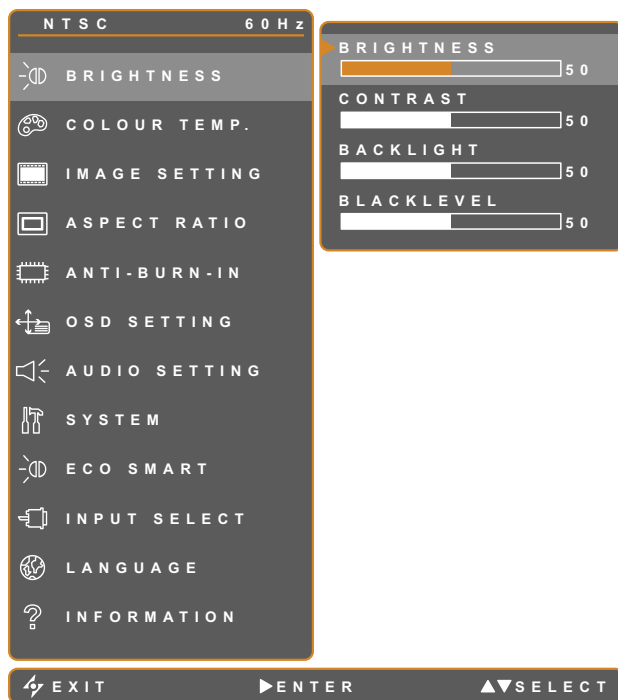 NTSC 60Hz
BRIGHTNESS
COLOUR TEMP.
IMAGE SETTING
ASPECT RATIO
ANTI-BURN-IN
OSD SETTING
AUDIO SETTING
SYSTEM
ECO SMART
INPUT SELECT
LANGUAGE
INFORMATION
BRIGHTNESS
50
CONTRAST
50
BACKLIGHT
50
BLACKLEVEL
50
EXIT ▶ENTER ▲▼SELECT